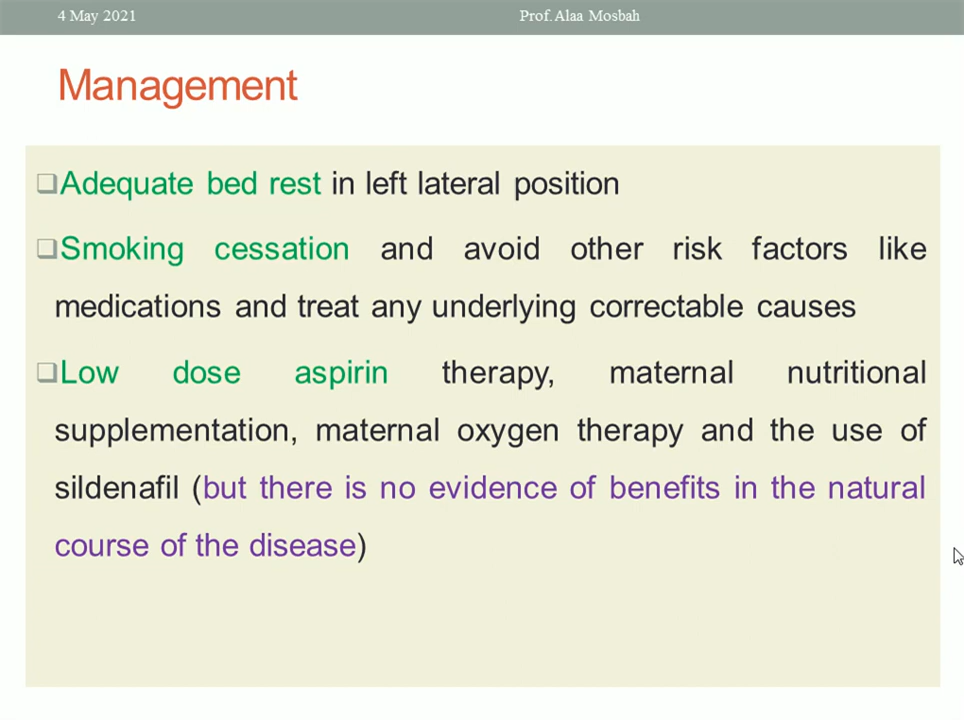 4 May 2021 Prof. Alaa Mosbah
Management
❑Adequate bed rest in left lateral position
❑Smoking cessation and avoid other risk factors like
medications and treat any underlying correctable causes
❑Low dose aspirin therapy, maternal nutritional
supplementation, maternal oxygen therapy and the use of
sildenafil (but there is no evidence of benefits in the natural
course of the disease)